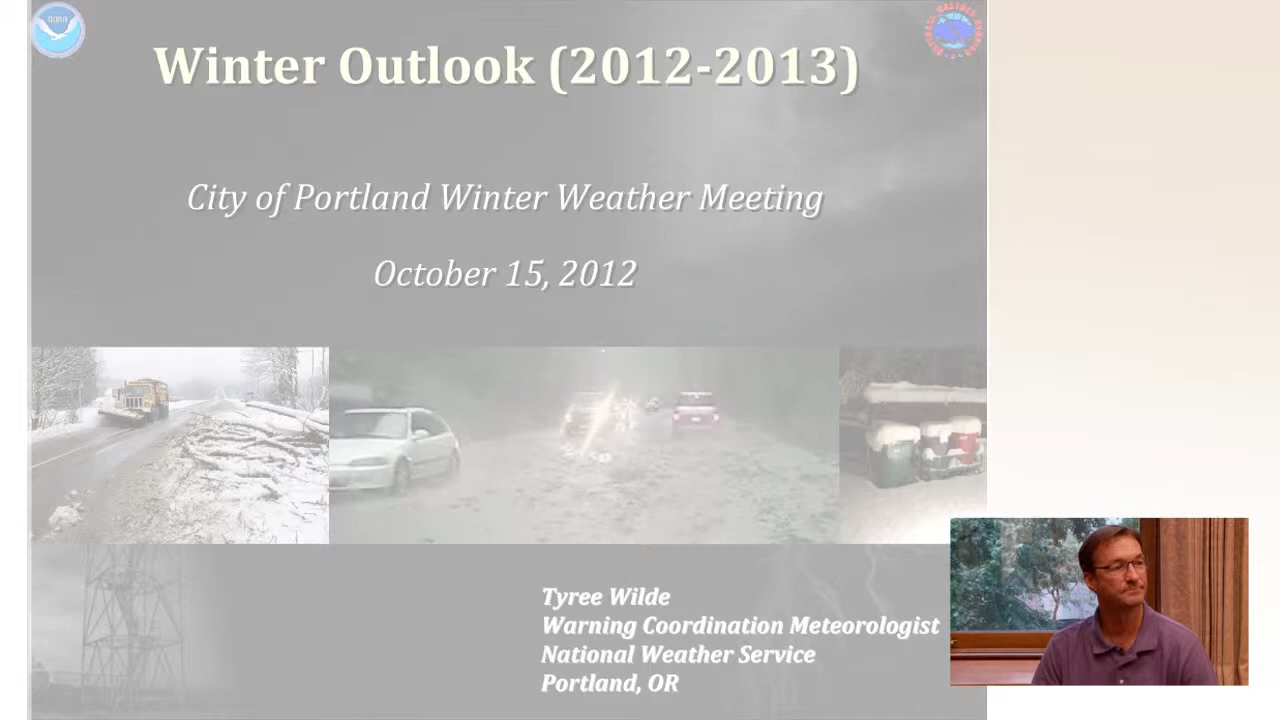 Winter Outlook (2012-2013)
City of Portland Winter Weather Meeting
October 15, 2012
Tyree Wilde
Warning Coordination Meteorologist
National Weather Service
Portland, OR